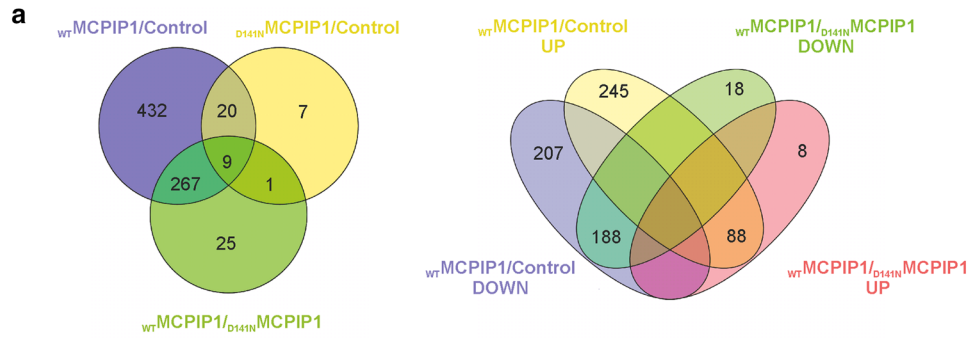 a
WTMCPIP1/Control
D141NMCPIP1/Control
432
20
7
9
267
1
25
WTMCPIP1/D141NMCPIP1
WTMCPIP1/Control
UP
WTMCPIP1/D141NMCPIP1
DOWN
245
18
207
8
188
88
WTMCPIP1/Control
DOWN
WTMCPIP1/D141NMCPIP1
UP